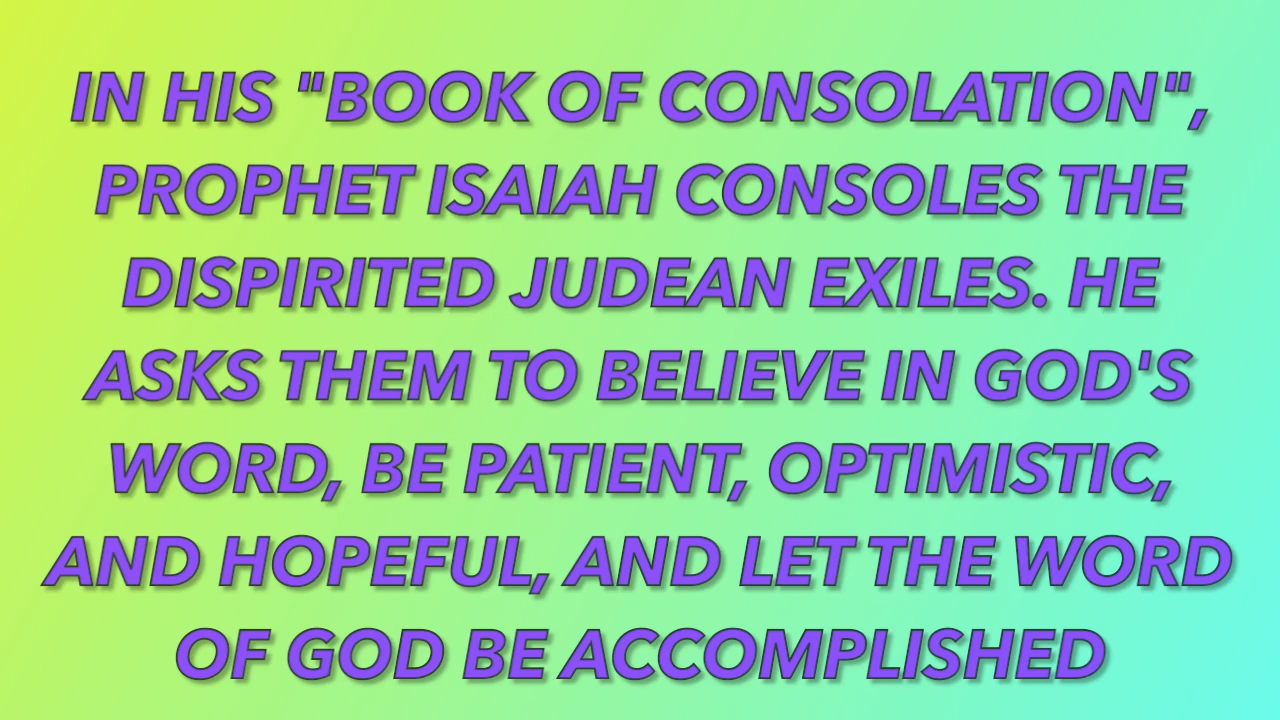 IN HIS "BOOK OF CONSOLATION",
PROPHET ISAIAH CONSOLES THE
DISPIRITED JUDEAN EXILES. HE
ASKS THEM TO BELIEVE IN GOD'S
WORD, BE PATIENT, OPTIMISTIC,
AND HOPEFUL, AND LET THE WORD
OF GOD BE ACCOMPLISHED